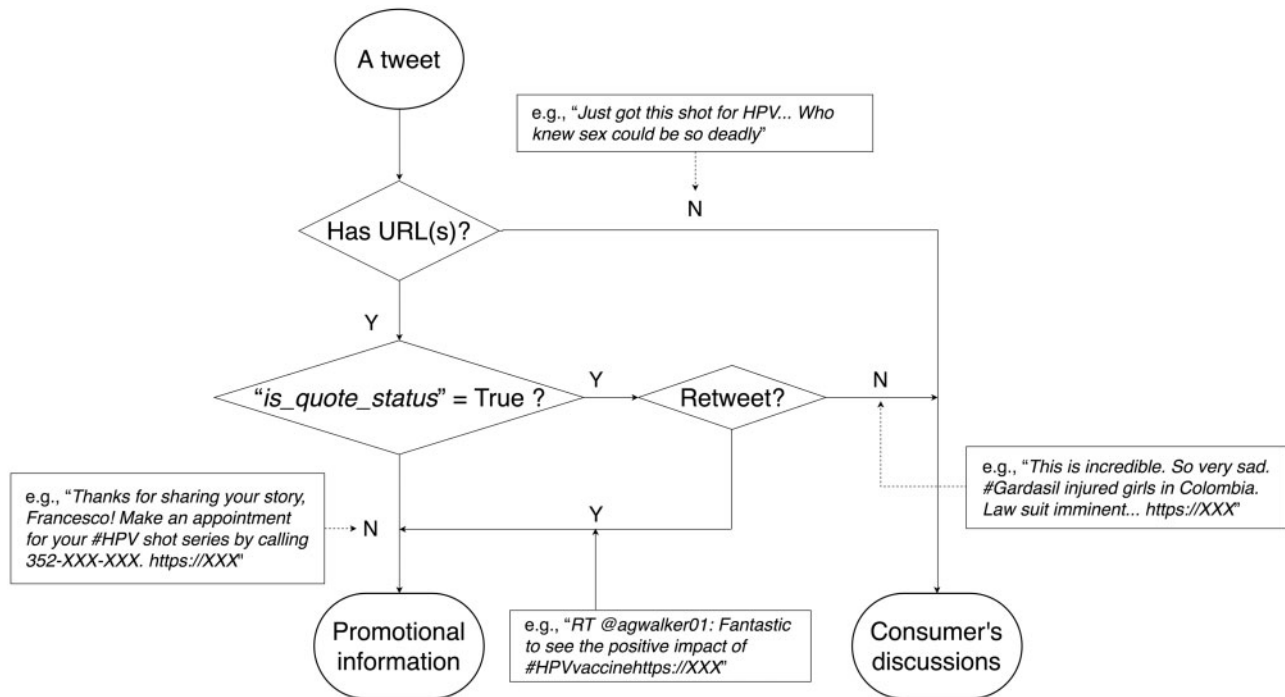 A tweet
e.g., “Just got this shot for HPV... Who
knew sex could be so deadly”
N
Has URL(s)?
Y
“is_quote_status” = True ?
Y
Retweet?
N
e.g., “Thanks for sharing your story,
Francesco! Make an appointment
for your #HPV shot series by calling
352-XXX-XXX. https://XXX”
N
Y
e.g., “This is incredible. So very sad.
#Gardasil injured girls in Colombia.
Law suit imminent... https://XXX”
Promotional
information
e.g., “RT @agwalker01: Fantastic
to see the positive impact of
#HPVvaccinehttps://XXX”
Consumer's
discussions